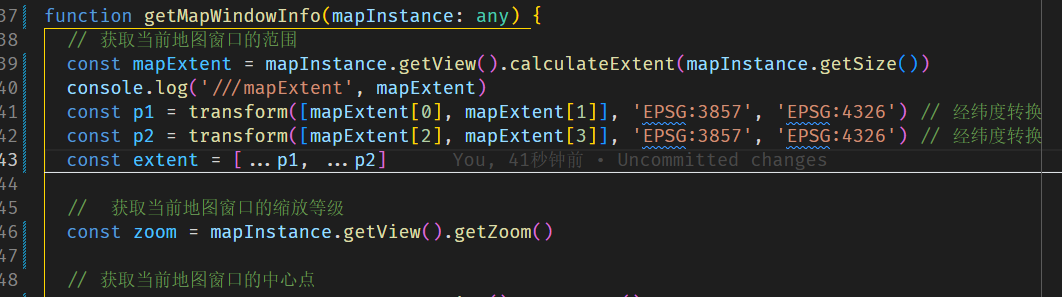 37 function getMapWindowInfo(mapInstance: any) {
38 // 获取当前地图窗口的范围
39 const mapExtent = mapInstance.getView().calculateExtent(mapInstance.getSize())
40 console.log('///mapExtent', mapExtent)
41 const p1 = transform([mapExtent[0], mapExtent[1]], 'EPSG:3857', 'EPSG:4326') // 经纬度转换
42 const p2 = transform([mapExtent[2], mapExtent[3]], 'EPSG:3857', 'EPSG:4326') // 经纬度转换
43 const extent = [...p1, ...p2] You, 41秒钟前 • Uncommitted changes
44
45 // 获取当前地图窗口的缩放等级
46 const zoom = mapInstance.getView().getZoom()
47
48 // 获取当前地图窗口的中心点